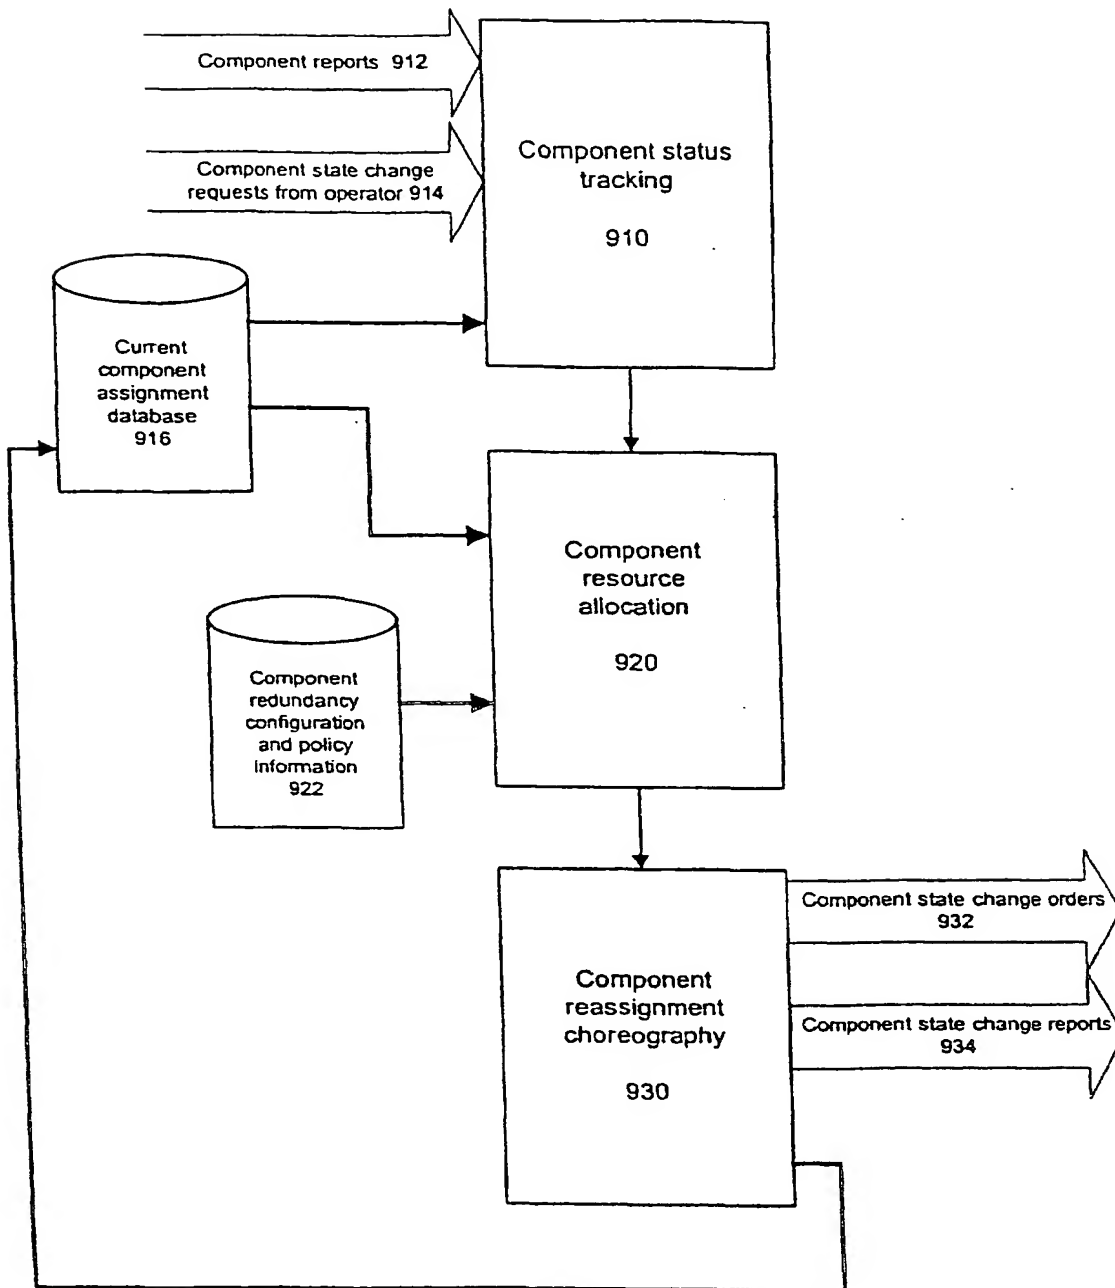 Component reports 912
Component state change
requests from operator 914
Component status
tracking
910
Current
component
assignment
database
916
Component
resource
allocation
920
Component
redundancy
configuration
and policy
information
922
Component state change orders
932
Component
reassignment
choreography
930
Component state change reports
934